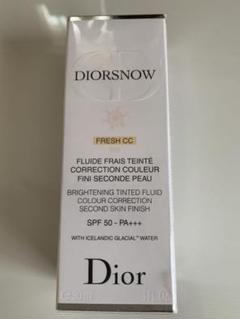 DIORSNOW
FRESH CC
FLUIDE FRAIS TEINTÉ
CORRECTION COULEUR
FINI SECONDE PEAU
BRIGHTENING TINTED FLUID
COLOUR CORRECTION
SECOND SKIN FINISH
SPF 50 - PA+++
WITH ICELANDIC GLACIAL™ WATER
Dior